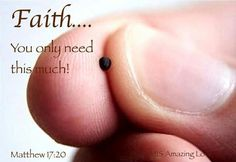 Faith....
You only need
this much!
Matthew 17:20
Amazing